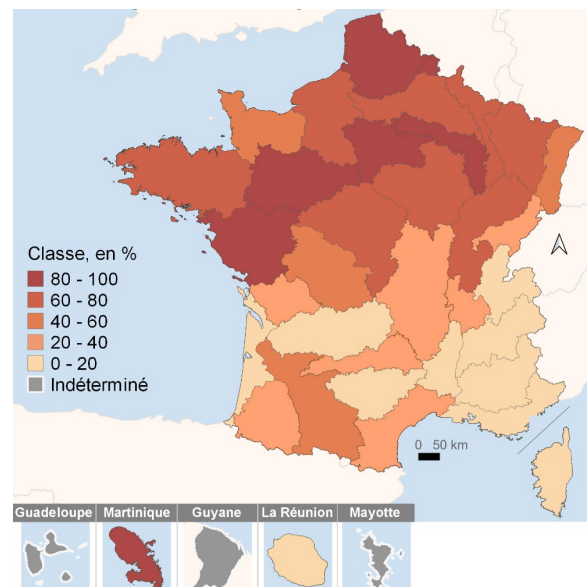 Classe, en %
80 - 100
60 - 80
40 - 60
20 - 40
0 - 20
Indéterminé
0 50 km
Guadeloupe Martinique Guyane La Réunion Mayotte